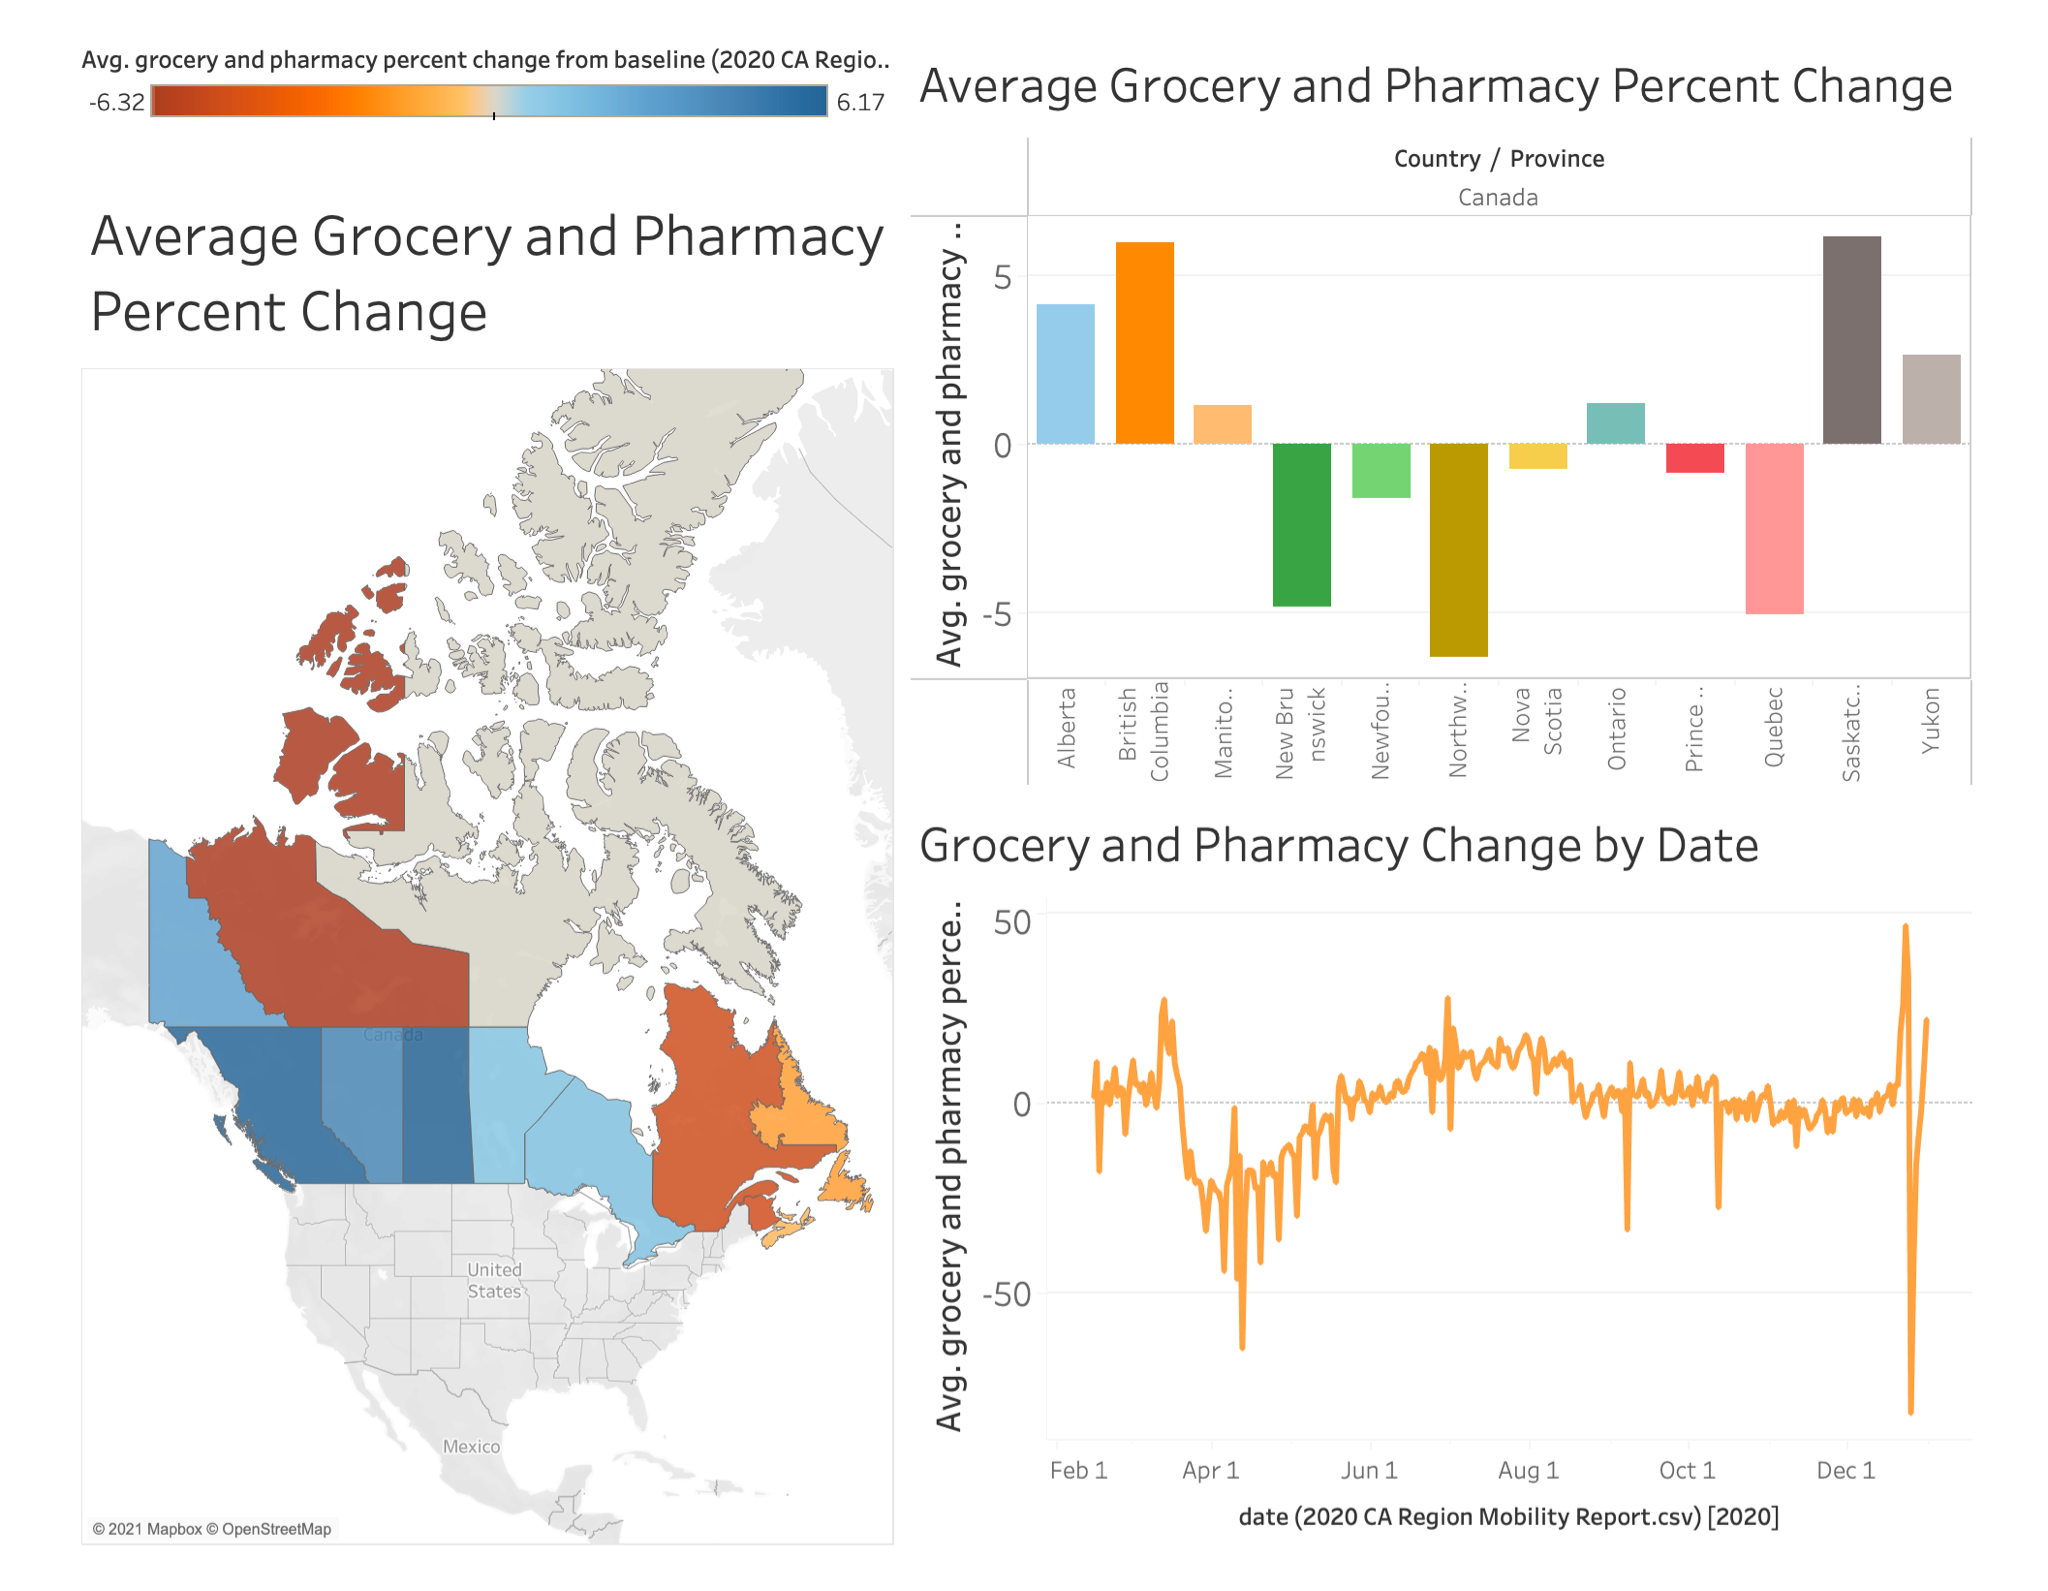 Avg. grocery and pharmacy percent change from baseline (2020 CA Regio..
-6.32 6.17
Average Grocery and Pharmacy
Percent Change
Canada
United
States
Mexico
© 2021 Mapbox © OpenStreetMap
Average Grocery and Pharmacy Percent Change
Country / Province
Canada
Avg. grocery and pharmacy ..
5
0
-5
Alberta
British
Columbia
Manito..
New Bru
nswick
Newfou..
Northw..
Nova
Scotia
Ontario
Prince ..
Quebec
Saskatc..
Yukon
Grocery and Pharmacy Change by Date
Avg. grocery and pharmacy perce..
50
0
-50
Feb 1 Apr 1 Jun 1 Aug 1 Oct 1 Dec 1
date (2020 CA Region Mobility Report.csv) [2020]